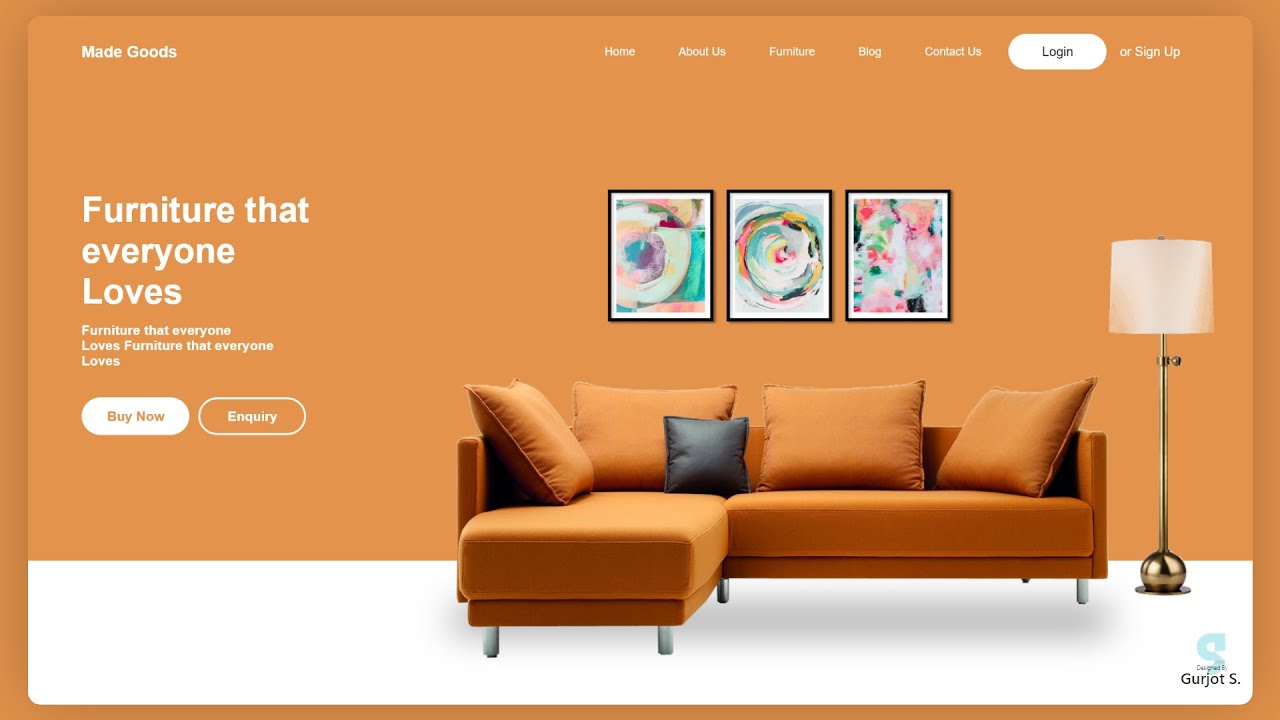 Made Goods
Home
About Us
Furniture
Blog
Contact Us
Login
or Sign Up
Furniture that
everyone
Loves
Furniture that everyone
Loves Furniture that everyone
Loves
Buy Now
Enquiry
Designed By
Gurjot S.